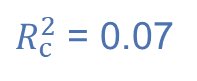 $R_c^2 = 0.07$